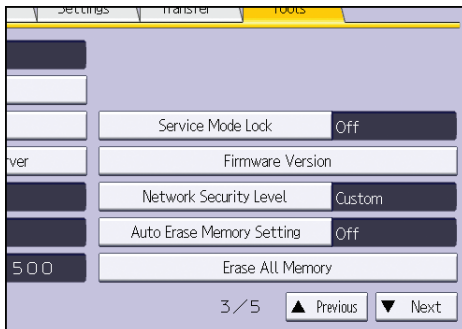 Settings Transfer Tools
Service Mode Lock Off
rver Firmware Version
Network Security Level Custom
Auto Erase Memory Setting Off
500 Erase All Memory
3/5 ▲ Previous ▼ Next